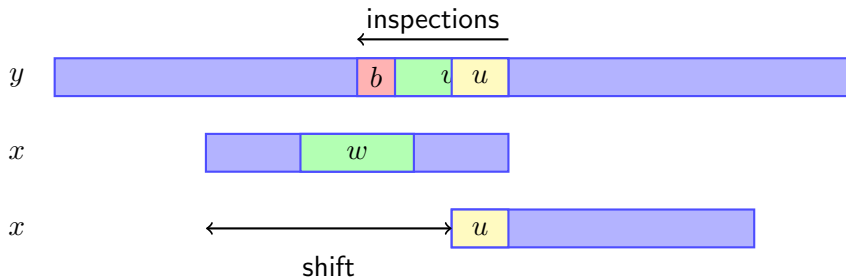 inspections
y b u
x w
x u
shift